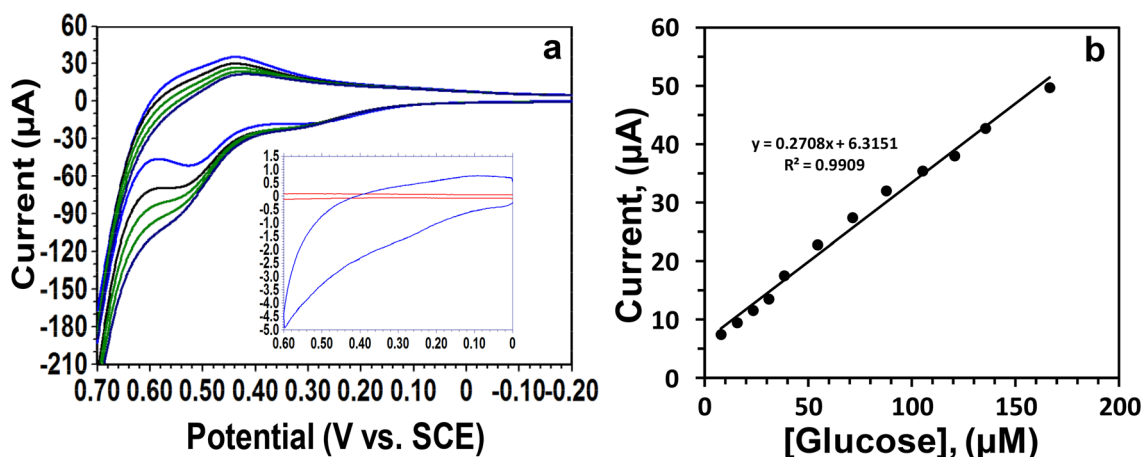 a
60
30
0
-30
-60
-90
-120
-150
-180
-210
Current (μA)
1.5
1.0
0.5
0
-0.5
-1.0
-1.5
-2.0
-2.5
-3.0
-3.5
-4.0
-5.0
0.60 0.50 0.40 0.30 0.20 0.10 0
0.70 0.60 0.50 0.40 0.30 0.20 0.10 0 -0.10 -0.20
Potential (V vs. SCE)
b
60
50
40
30
20
10
0
Current, (μA)
y = 0.2708x + 6.3151
R² = 0.9909
0 50 100 150 200
[Glucose], (μM)